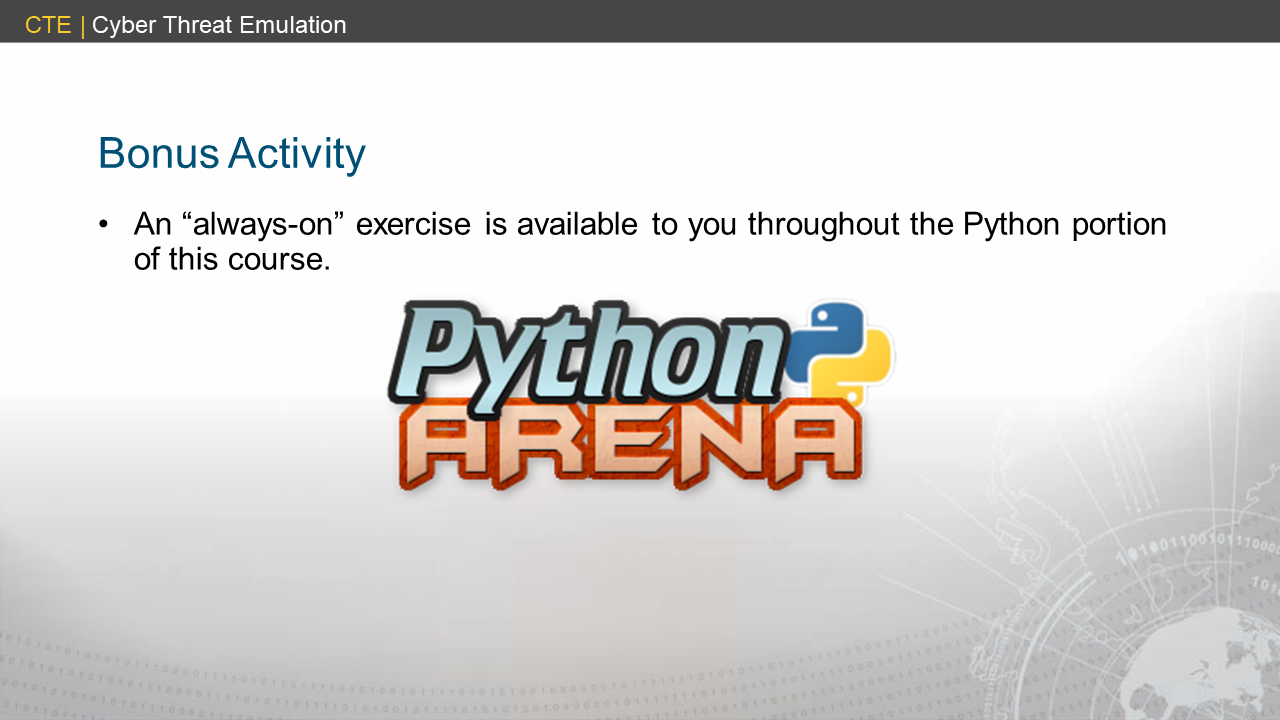 CTE | Cyber Threat Emulation
Bonus Activity
• An “always-on” exercise is available to you throughout the Python portion
of this course.
Python
ARENA